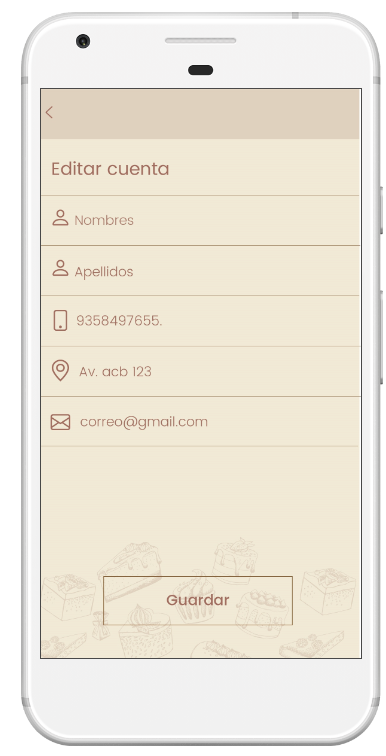 Editar cuenta
Nombres
Apellidos
9358497655.
Av. acb 123
correo@gmail.com
Guardar